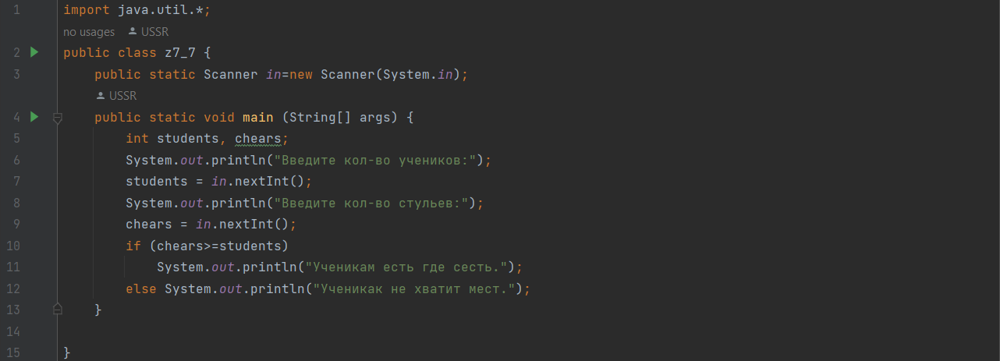 1 import java.util.*;
no usages USSR
2 public class z7_7 {
3 public static Scanner in=new Scanner(System.in);
USSR
4 public static void main (String[] args) {
5 int students, chears;
6 System.out.println("Введите кол-во учеников:");
7 students = in.nextInt();
8 System.out.println("Введите кол-во стульев:");
9 chears = in.nextInt();
10 if (chears>=students)
11 System.out.println("Ученикам есть где сесть.");
12 else System.out.println("Ученикак не хватит мест.");
13 }
14
15 }